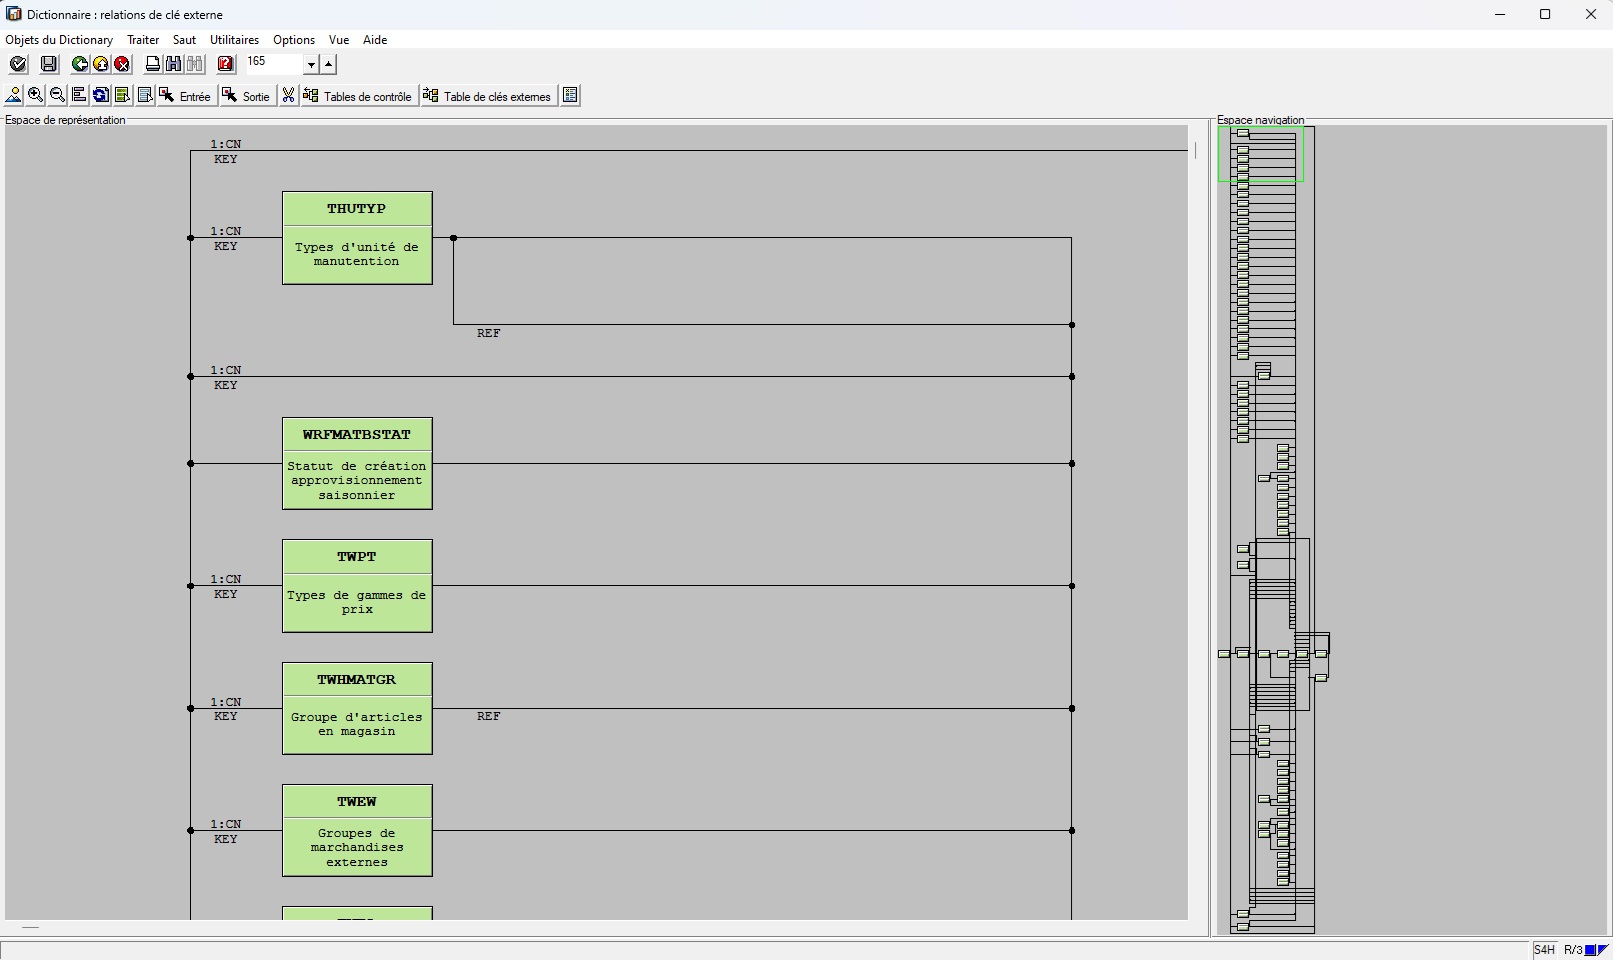 Dictionnaire : relations de clé externe
Objets du Dictionary Traiter Saut Utilitaires Options Vue Aide
165
Entrée Sortie Tables de contrôle Table de clés externes
Espace de représentation
Espace navigation
1:CN
KEY
THUTYP
1:CN
KEY
Types d'unité de
manutention
REF
1:CN
KEY
WRFMATBSTAT
Statut de création
approvisionnement
saisonnier
TWPT
1:CN
KEY
Types de gammes de
prix
TWHMATGR
1:CN
KEY
Groupe d'articles
en magasin
REF
TWEW
1:CN
KEY
Groupes de
marchandises
externes
S4H R/3